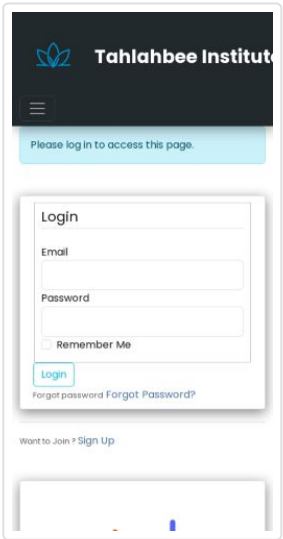 Tahlahbee Institut
Please log in to access this page.
Login
Email
Password
Remember Me
Login
Forgot password Forgot Password?
Want to Join ? Sign Up